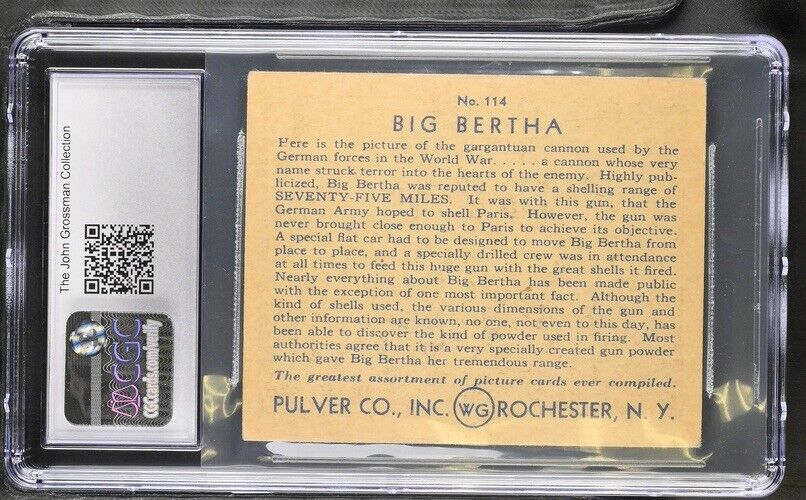 No. 114
BIG BERTHA
Here is the picture of the gargantuan cannon used by the
German forces in the World War. . . . . a cannon whose very
name struck terror into the hearts of the enemy. Highly pub-
licized, Big Bertha was reputed to have a shelling range of
SEVENTY-FIVE MILES. It was with this gun, that the
German Army hoped to shell Paris. However, the gun was
never brought close enough to Paris to achieve its objective.
A special flat car had to be designed to move Big Bertha from
place to place, and a specially drilled crew was in attendance
at all times to feed this huge gun with the great shells it fired.
Nearly everything about Big Bertha has been made public
with the exception of one most important fact. Although the
kind of shells used, the various dimensions of the gun and
other information are known, no one, not even to this day, has
been able to discover the kind of powder used in firing. Most
authorities agree that it is a very specially created gun powder
which gave Big Bertha her tremendous range.
The greatest assortment of picture cards ever compiled.
PULVER CO., INC. WG ROCHESTER, N. Y.
The John Grossman Collection
CGC
CGCcards.com/verify